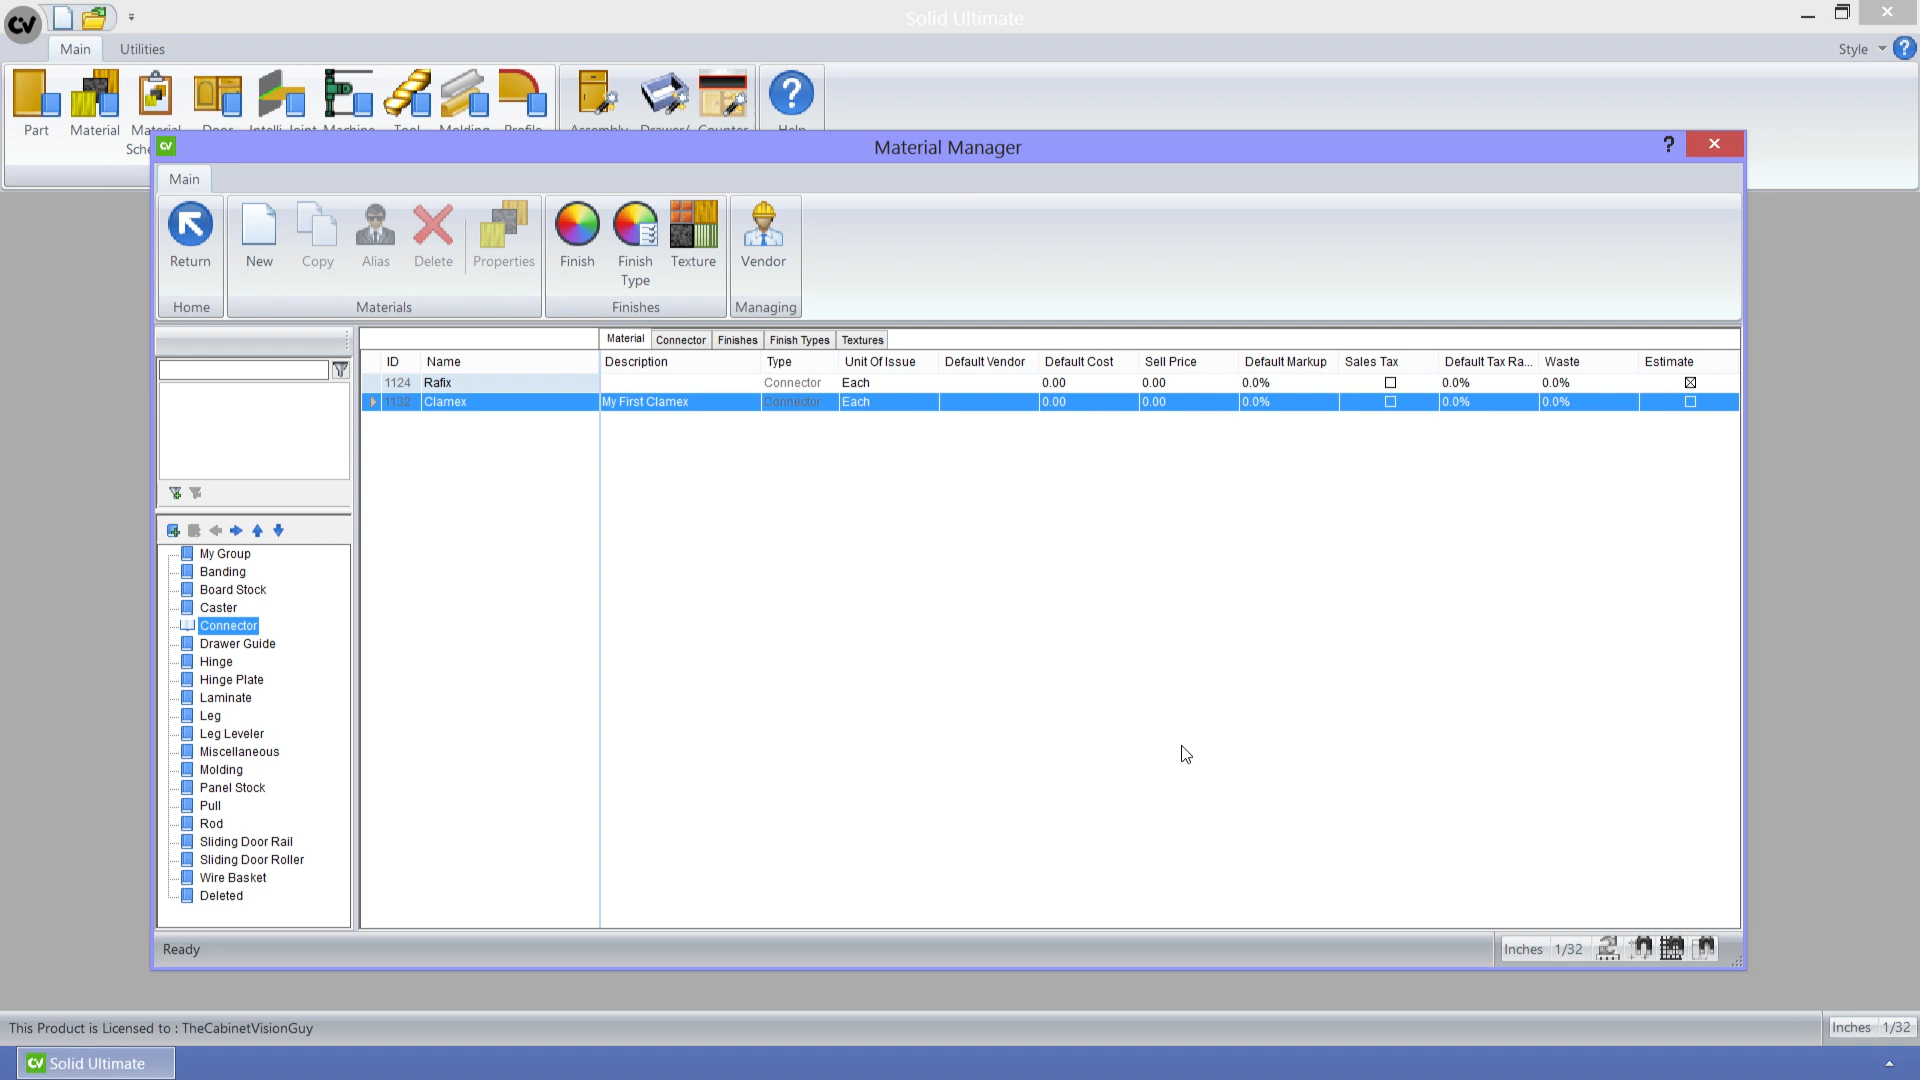 Solid Ultimate
Main Utilities
Style
Part Material
Help
Material Manager
Main
Return New Copy Alias Delete Properties Finish Finish Type Texture Vendor
Home Materials Finishes Managing
Material Connector Finishes Finish Types Textures
ID Name Description Type Unit Of Issue Default Vendor Default Cost Sell Price Default Markup Sales Tax Default Tax Ra... Waste Estimate
1124 Rafix Connector Each 0.00 0.00 0.0% 0.0% 0.0%
1132 Clamex My First Clamex Connector Each 0.00 0.00 0.0% 0.0% 0.0%
My Group
Banding
Board Stock
Caster
Connector
Drawer Guide
Hinge
Hinge Plate
Laminate
Leg
Leg Leveler
Miscellaneous
Molding
Panel Stock
Pull
Rod
Sliding Door Rail
Sliding Door Roller
Wire Basket
Deleted
Ready
Inches 1/32
This Product is Licensed to : TheCabinetVisionGuy
Inches 1/32
Solid Ultimate